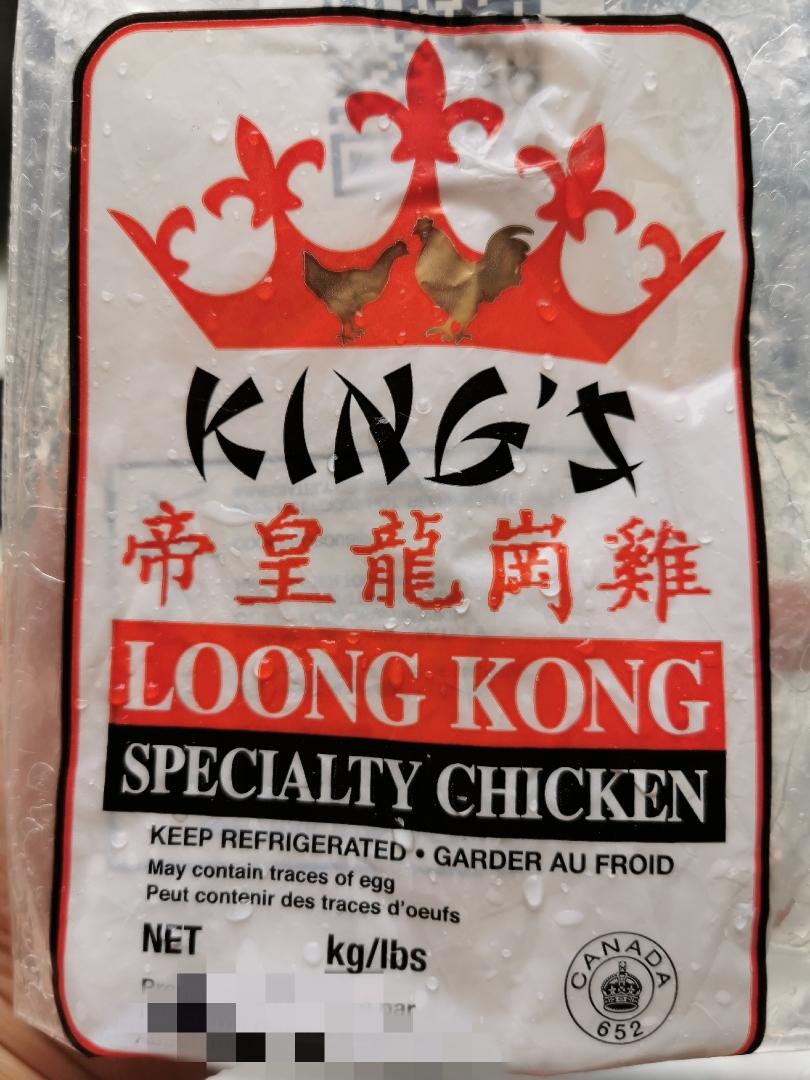 KING'S
帝皇龍崗雞
LOONG KONG
SPECIALTY CHICKEN
KEEP REFRIGERATED • GARDER AU FROID
May contain traces of egg
Peut contenir des traces d'oeufs
NET kg/lbs
par
CANADA
652